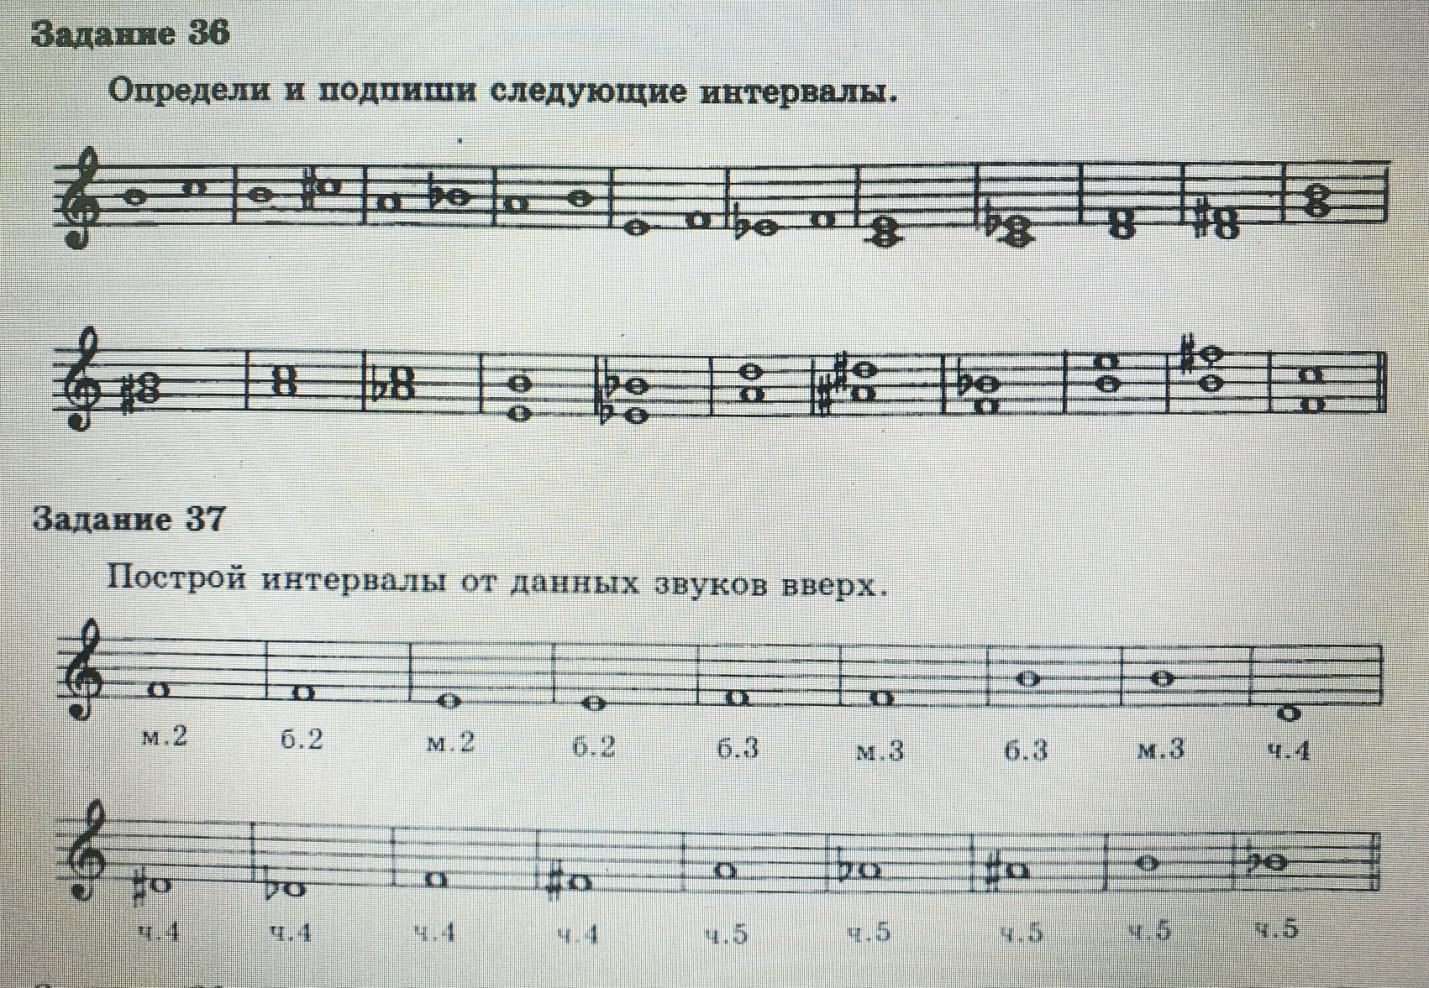 Задание 36
Определи и подпиши следующие интервалы.
Задание 37
Построй интервалы от данных звуков вверх.
м.2 б.2 м.2 б.2 б.3 м.3 б.3 м.3 ч.4
ч.4 ч.4 ч.4 ч.4 ч.5 ч.5 ч.5 ч.5 ч.5